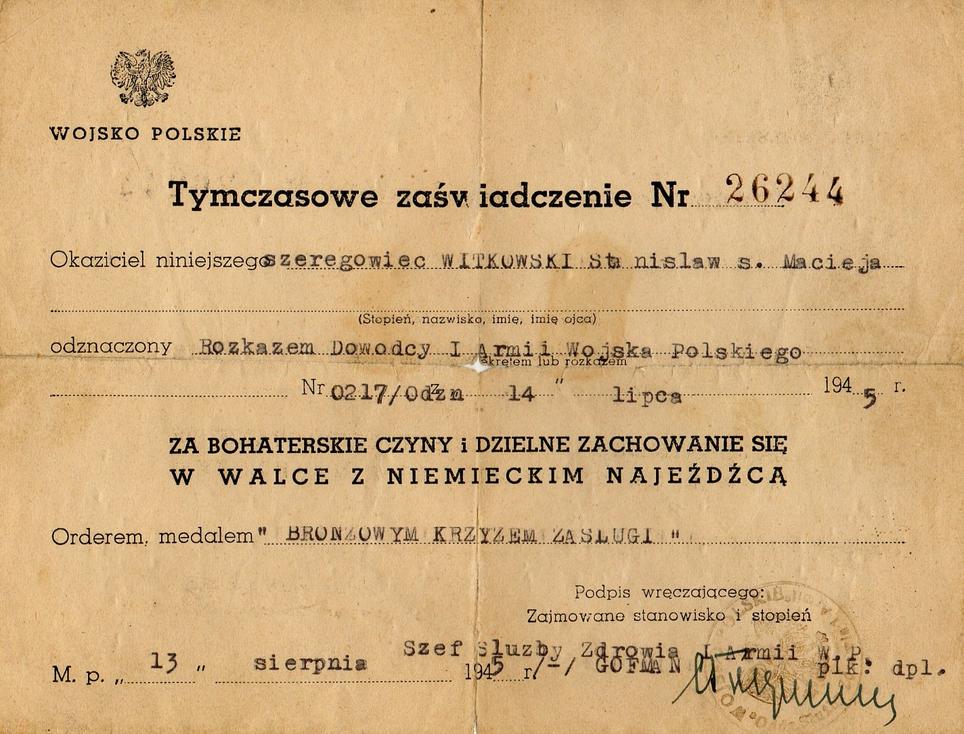 WOJSKO POLSKIE
Tymczasowe zaświadczenie Nr 26244
Okaziciel niniejszego szeregowiec WITKOWSKI Stanislaw s. Macieja
(Stopień, nazwisko, imię, imię ojca)
odznaczony Rozkazem Dowodcy I Armii Wojska Polskiego
dekretem lub rozkazem
Nr 0217/Odzn z 14 " lipca 1945 r.
ZA BOHATERSKIE CZYNY i DZIELNE ZACHOWANIE SIĘ
W WALCE Z NIEMIECKIM NAJEŹDŹCĄ
Orderem, medalem " BRONZOWYM KRZYZEM ZASLUGI "
Podpis wręczającego:
Zajmowane stanowisko i stopień
Szef Sluzby Zdrowia I Armii W.P.
M. p. „ 13 „ sierpnia 1945 r. /-/ GOFMAN plk. dpl.